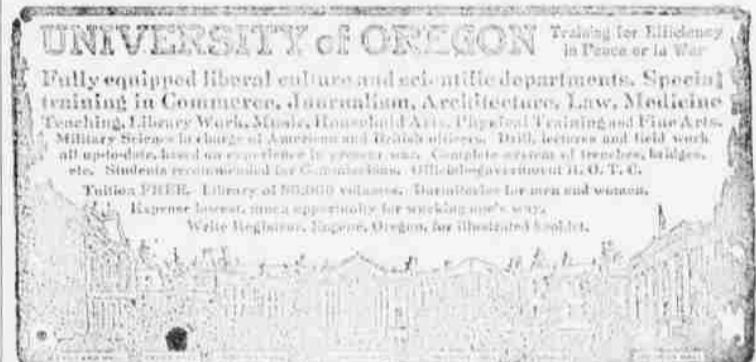 UNIVERSITY of OREGON
Training for Efficiency
in Peace or in War
Fully equipped liberal culture and scientific departments. Special
training in Commerce, Journalism, Architecture, Law, Medicine
Teaching, Library Work, Music, Household Arts, Physical Training and Fine Arts.
Military Science in charge of American and British officers. Drill, lectures and field work
all up-to-date, based on experience in present war. Complete system of trenches, bridges,
etc. Students recommended for Commissions. Official government R. O. T. C.
Tuition FREE. Library of 80,000 volumes. Dormitories for men and women.
Expense lowest, much opportunity for working one's way.
Write Registrar, Eugene, Oregon, for illustrated booklet.